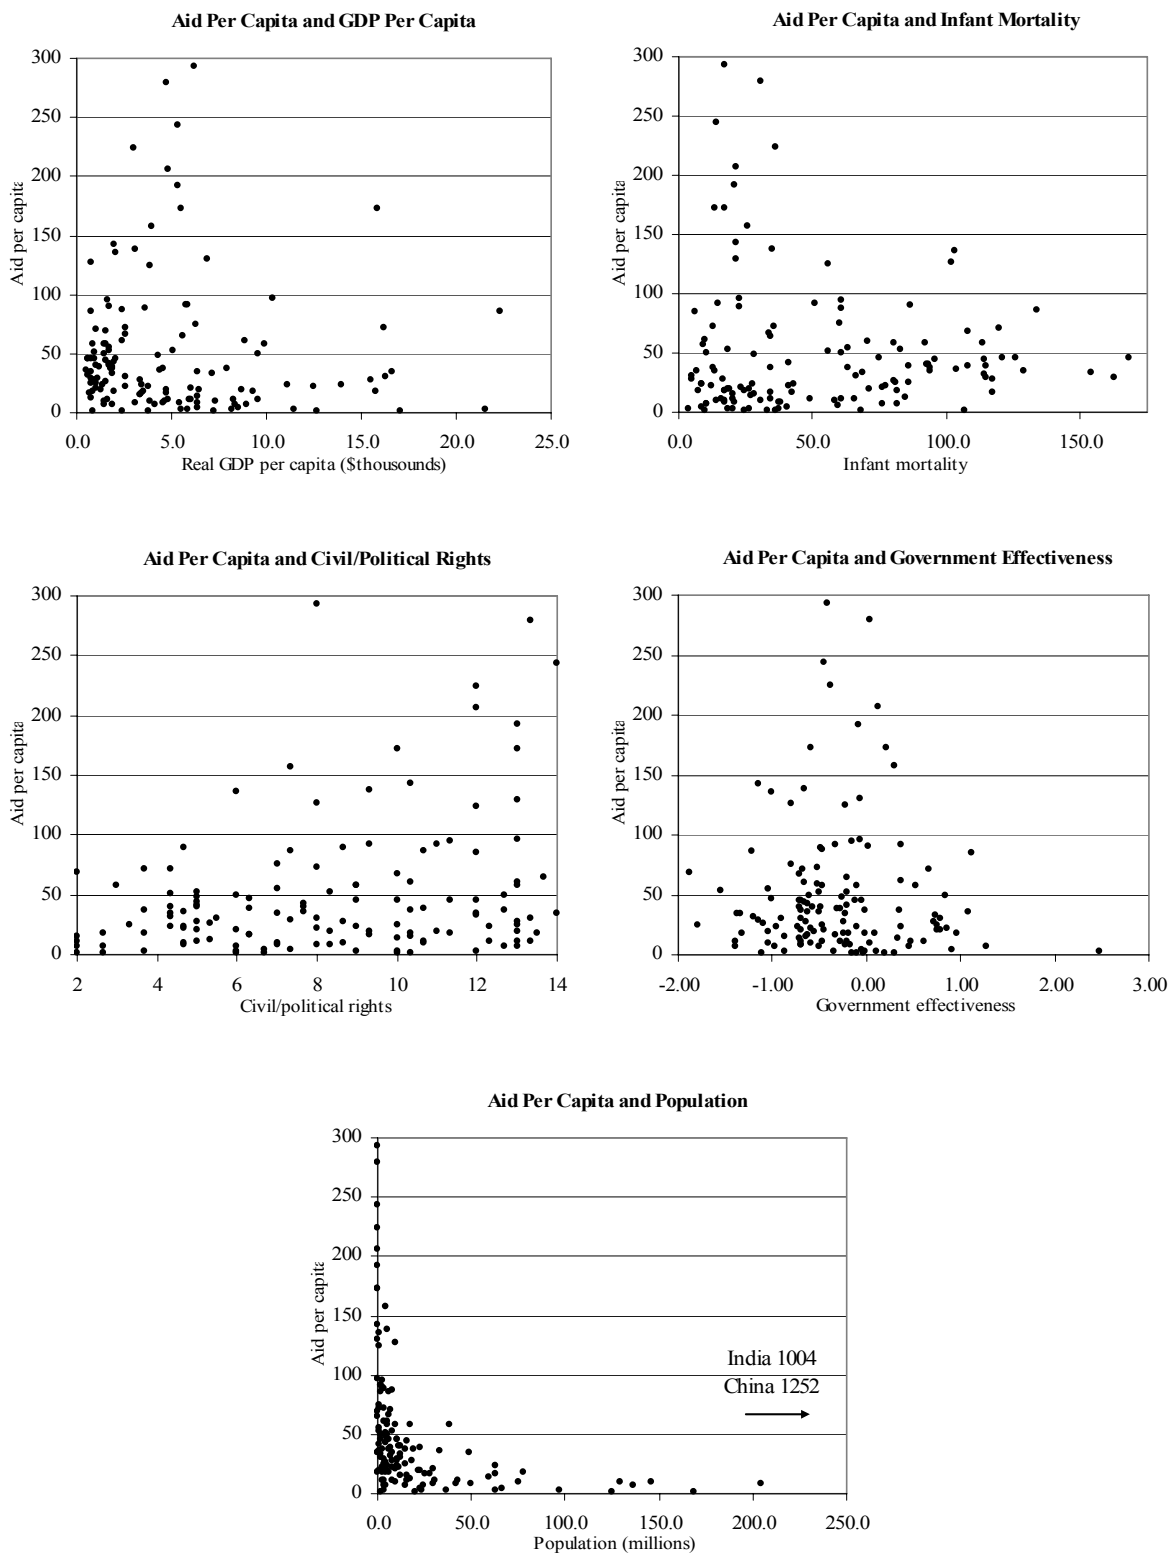 Aid Per Capita and GDP Per Capita
300
250
200
150
100
50
0
Aid per capita
0.0 5.0 10.0 15.0 20.0 25.0
Real GDP per capita ($thousounds)
Aid Per Capita and Infant Mortality
300
250
200
150
100
50
0
Aid per capita
0.0 50.0 100.0 150.0
Infant mortality
Aid Per Capita and Civil/Political Rights
300
250
200
150
100
50
0
Aid per capita
2 4 6 8 10 12 14
Civil/political rights
Aid Per Capita and Government Effectiveness
300
250
200
150
100
50
0
Aid per capita
-2.00 -1.00 0.00 1.00 2.00 3.00
Government effectiveness
Aid Per Capita and Population
300
250
200
150
100
50
0
Aid per capita
India 1004
China 1252
0.0 50.0 100.0 150.0 200.0 250.0
Population (millions)